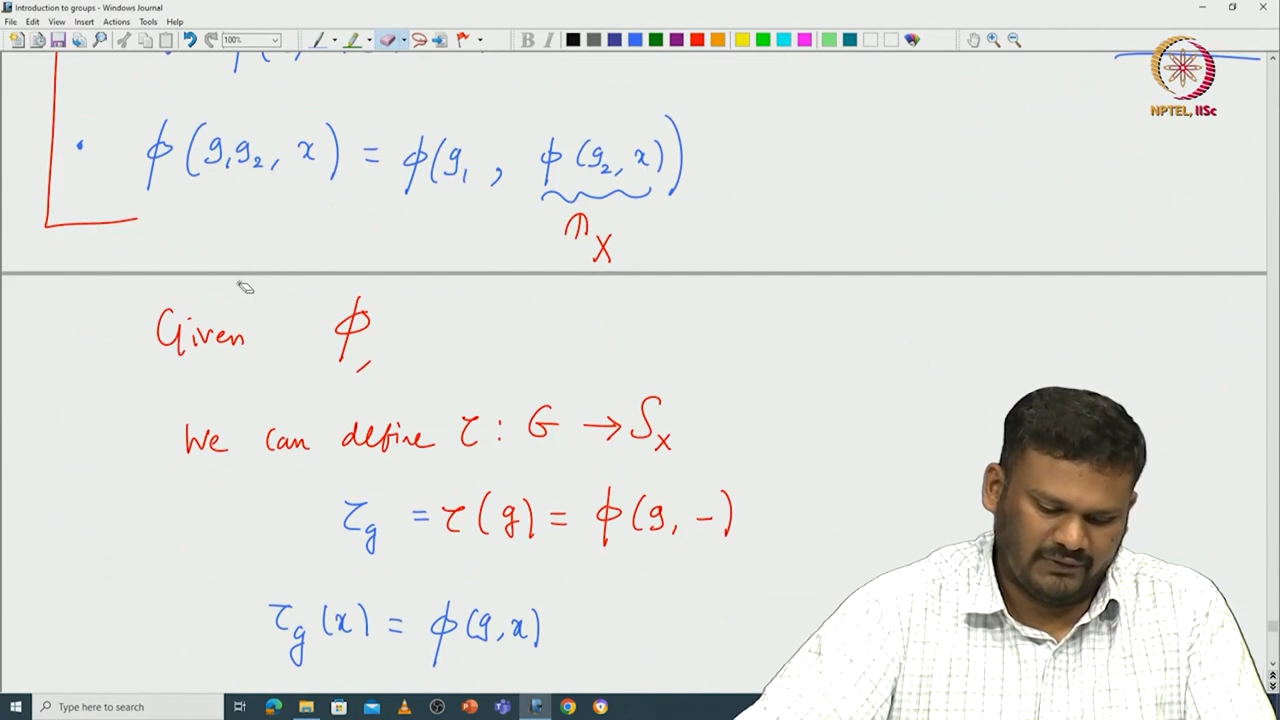 Introduction to groups - Windows Journal
File Edit View Insert Actions Tools Help
100%
B I
NPTEL, IISc
• ϕ(g₁g₂, x) = ϕ(g₁, ϕ(g₂, x))
↑ X
Given ϕ,
We can define τ : G → S_X
τ_g = τ(g) = ϕ(g, -)
τ_g(x) = ϕ(g, x)
Type here to search